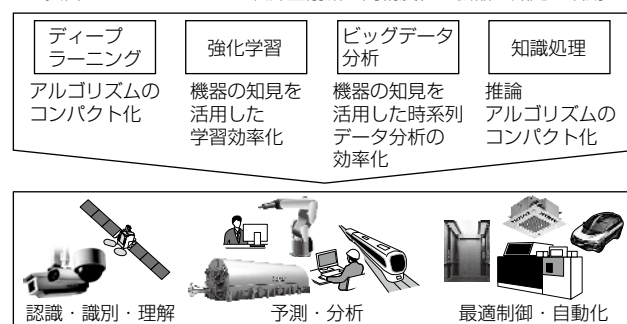 ディープ
ラーニング
強化学習
ビッグデータ
分析
知識処理
アルゴリズムの
コンパクト化
機器の知見を
活用した
学習効率化
機器の知見を
活用した時系列
データ分析の
効率化
推論
アルゴリズムの
コンパクト化
認識・識別・理解
予測・分析
最適制御・自動化